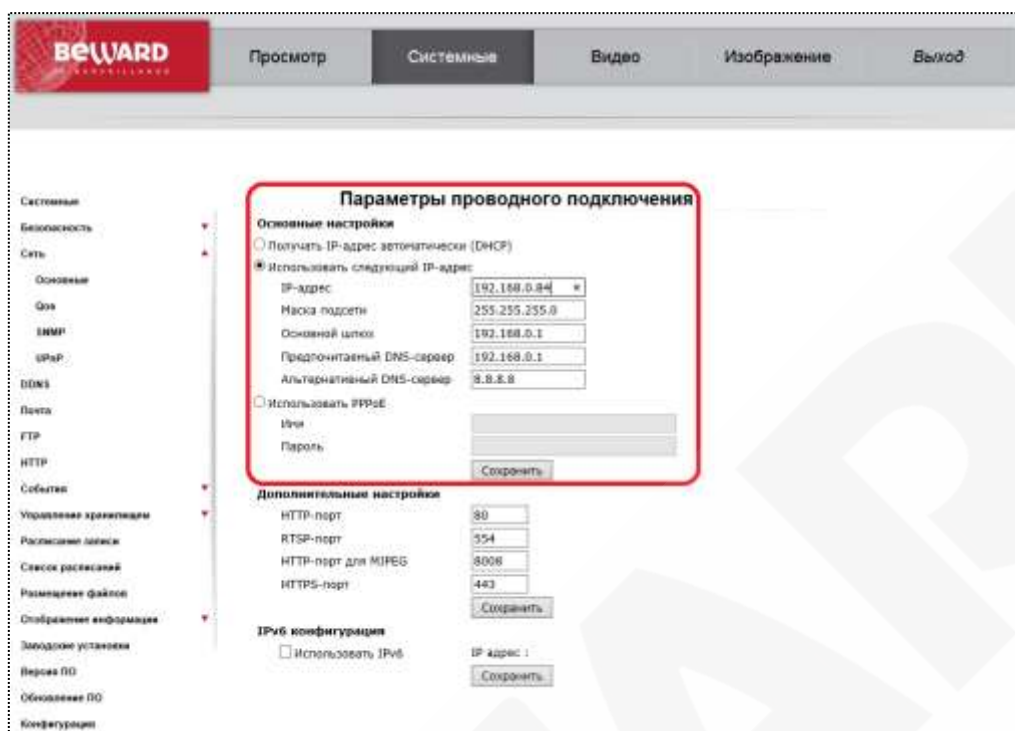 BEWARD
Просмотр
Системные
Видео
Изображение
Выход
Системные
Безопасность
Сеть
Основные
Qos
SNMP
UPnP
DDNS
Почта
FTP
HTTP
События
Управление хранилищем
Расписание записи
Список расписаний
Размещение файлов
Отображение информации
Заводские установки
Версия ПО
Обновление ПО
Конфигурация
Параметры проводного подключения
Основные настройки
Получать IP-адрес автоматически (DHCP)
Использовать следующий IP-адрес
IP-адрес 192.168.0.84 ×
Маска подсети 255.255.255.0
Основной шлюз 192.168.0.1
Предпочитаемый DNS-сервер 192.168.0.1
Альтернативный DNS-сервер 8.8.8.8
Использовать PPPoE
Имя
Пароль
Сохранить
Дополнительные настройки
HTTP-порт 80
RTSP-порт 554
HTTP-порт для MJPEG 8008
HTTPS-порт 443
Сохранить
IPv6 конфигурация
Использовать IPv6 IP адрес :
Сохранить